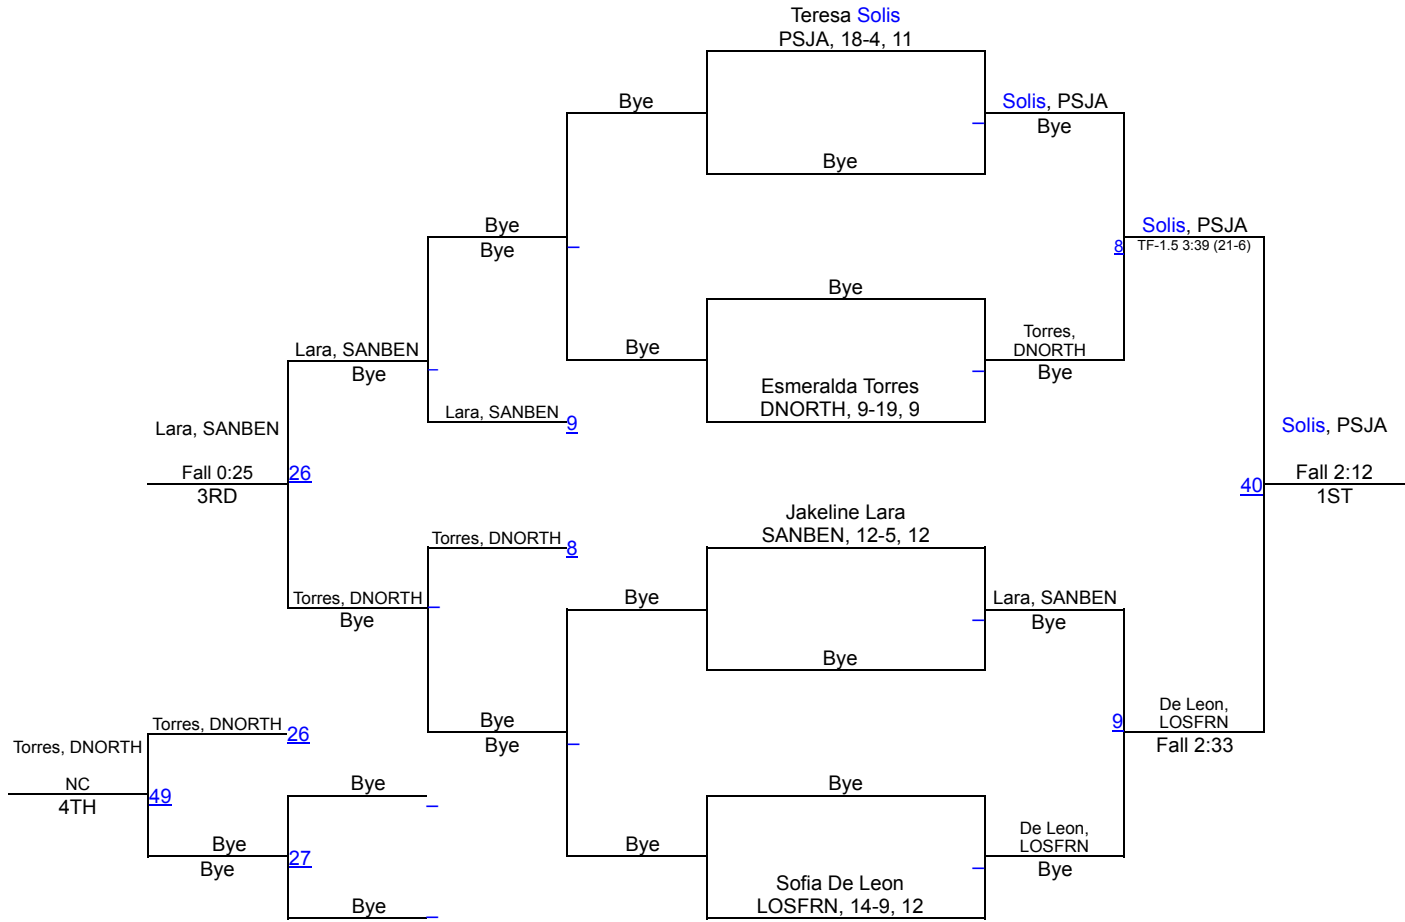 Teresa Solis
PSJA, 18-4, 11
Bye
Solis, PSJA
Bye
Bye
Bye
Bye
Solis, PSJA
8
TF-1.5 3:39 (21-6)
Bye
Torres,
DNORTH
Bye
Lara, SANBEN
Bye
Bye
Esmeralda Torres
DNORTH, 9-19, 9
Lara, SANBEN
9
Lara, SANBEN
Solis, PSJA
Fall 0:25
26
3RD
Fall 2:12
40
1ST
Jakeline Lara
SANBEN, 12-5, 12
Torres, DNORTH
8
Torres, DNORTH
Bye
Bye
Lara, SANBEN
Bye
Bye
De Leon,
LOSFRN
9
Fall 2:33
Bye
Bye
Torres, DNORTH
26
Torres, DNORTH
NC
49
4TH
Bye
Bye
De Leon,
LOSFRN
Bye
Bye
Bye
Bye
27
Sofia De Leon
LOSFRN, 14-9, 12
Bye